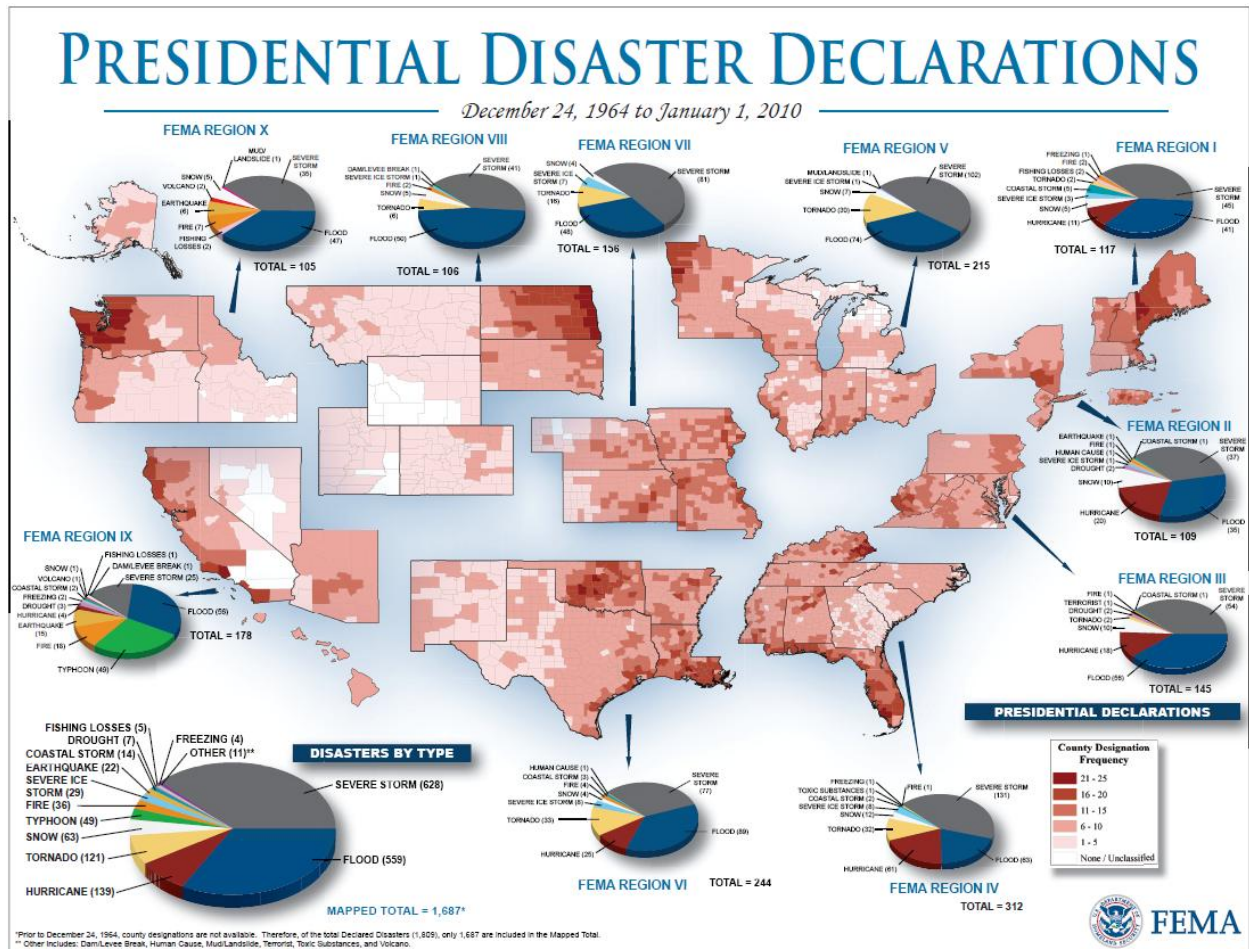 PRESIDENTIAL DISASTER DECLARATIONS
December 24, 1964 to January 1, 2010
FEMA REGION X
MUD/
LANDSLIDE (1)
SEVERE
STORM
SNOW (5)
VOLCANO (2)
EARTHQUAKE
(6)
FIRE (7)
FISHING
LOSSES (2)
FLOOD
(47)
TOTAL = 105
FEMA REGION VIII
DAM/LEVEE BREAK (1)
SEVERE ICE STORM (1)
FIRE (2)
SNOW (5)
TORNADO
(6)
SEVERE
STORM (41)
FLOOD (50)
TOTAL = 106
FEMA REGION VII
SNOW (4)
SEVERE ICE
STORM (7)
TORNADO
(16)
FLOOD
(48)
SEVERE STORM
(81)
TOTAL = 156
FEMA REGION V
MUD/LANDSLIDE (1)
SEVERE ICE STORM (1)
SNOW (7)
TORNADO (30)
SEVERE
STORM (102)
FLOOD (74)
TOTAL = 215
FEMA REGION I
FREEZING (1)
FIRE (2)
FISHING LOSSES (2)
TORNADO (2)
COASTAL STORM (5)
SEVERE ICE STORM (3)
SNOW (5)
HURRICANE (11)
SEVERE
STORM
(45)
FLOOD
(41)
TOTAL = 117
FEMA REGION II
EARTHQUAKE (1)
FIRE (1)
HUMAN CAUSE (1)
SEVERE ICE STORM (1)
DROUGHT (2)
COASTAL STORM (1)
SEVERE
STORM
(37)
SNOW (10)
HURRICANE
(20)
FLOOD
TOTAL = 109
FEMA REGION IX
FISHING LOSSES (1)
DAM/LEVEE BREAK (1)
SNOW (1)
VOLCANO (1)
SEVERE STORM (25)
COASTAL STORM (2)
FREEZING (2)
DROUGHT (3)
HURRICANE (4)
EARTHQUAKE
(15)
FIRE (18)
FLOOD
TYPHOON (49)
TOTAL = 178
FEMA REGION III
FIRE (1)
TERRORIST (1)
DROUGHT (2)
TORNADO (2)
SNOW (10)
COASTAL STORM (1)
SEVERE
STORM
(54)
HURRICANE (18)
FLOOD
TOTAL = 145
PRESIDENTIAL DECLARATIONS
County Designation
Frequency
21 - 25
16 - 20
11 - 15
6 - 10
1 - 5
None / Unclassified
DISASTERS BY TYPE
FISHING LOSSES (5)
DROUGHT (7)
FREEZING (4)
COASTAL STORM (14)
OTHER (11)**
EARTHQUAKE (22)
SEVERE ICE
STORM (29)
FIRE (36)
TYPHOON (49)
SNOW (63)
TORNADO (121)
HURRICANE (139)
SEVERE STORM (628)
FLOOD (559)
MAPPED TOTAL = 1,687*
HUMAN CAUSE (1)
COASTAL STORM (3)
FIRE (4)
SNOW (4)
SEVERE ICE STORM (8)
TORNADO (33)
HURRICANE (25)
SEVERE
STORM
(77)
FLOOD (89)
FEMA REGION VI
TOTAL = 244
FREEZING (1)
TOXIC SUBSTANCES (1)
COASTAL STORM (2)
SEVERE ICE STORM (8)
SNOW (12)
TORNADO (32)
HURRICANE (61)
FIRE (1)
SEVERE STORM
(131)
FLOOD (63)
FEMA REGION IV
TOTAL = 312
FEMA
*Prior to December 24, 1964, county designations are not available. Therefore, of the total Declared Disasters (1,809), only 1,687 are included in the Mapped Total.
** Other Includes: Dam/Levee Break, Human Cause, Mud/Landslide, Terrorist, Toxic Substances, and Volcano.